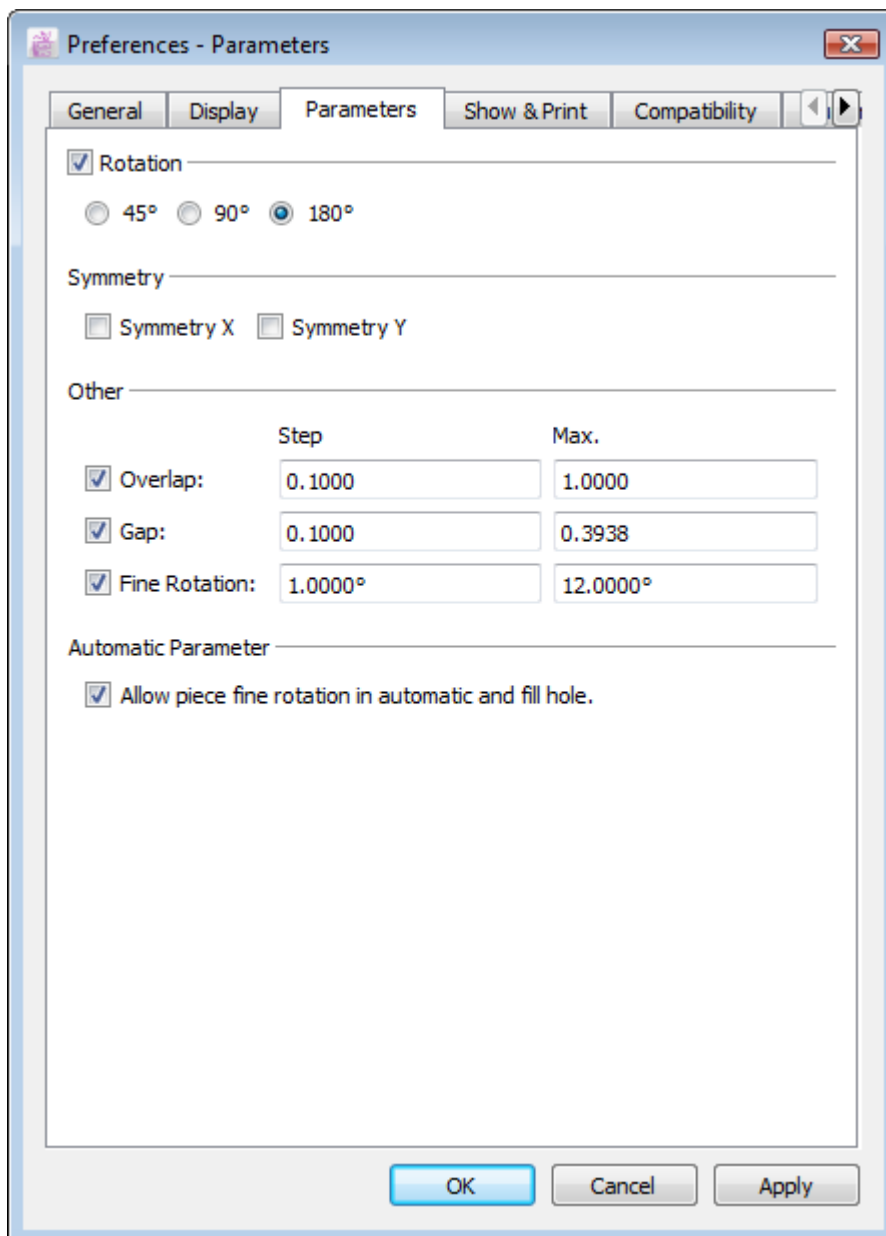 Preferences - Parameters
General Display Parameters Show & Print Compatibility
Rotation
45° 90° 180°
Symmetry
Symmetry X Symmetry Y
Other
Step Max.
Overlap: 0.1000 1.0000
Gap: 0.1000 0.3938
Fine Rotation: 1.0000° 12.0000°
Automatic Parameter
Allow piece fine rotation in automatic and fill hole.
OK Cancel Apply